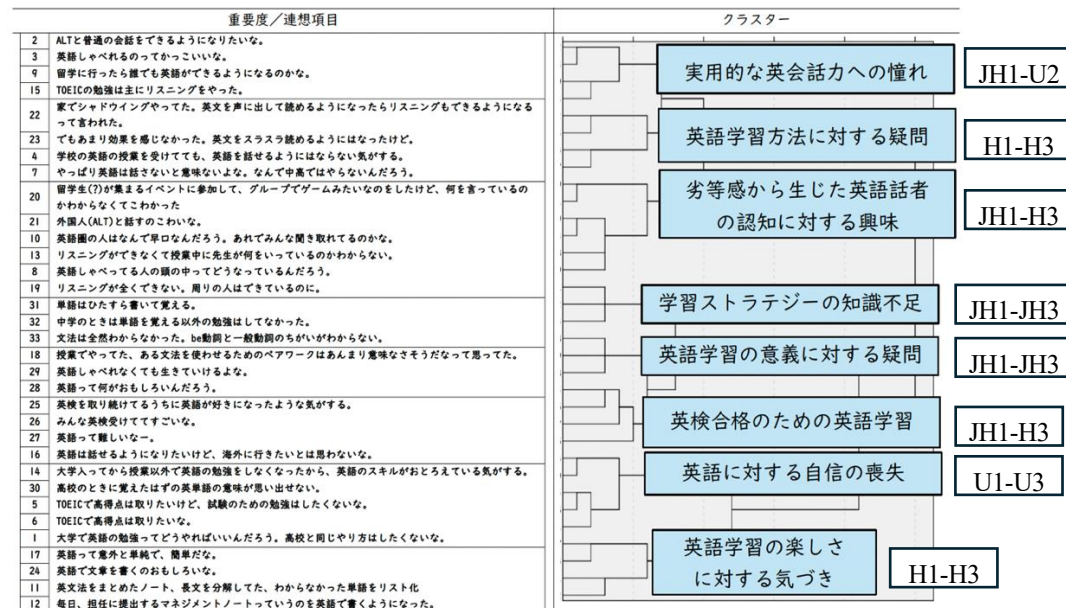 重要度／連想項目
クラスター
2 ALTと普通の会話をできるようになりたいな。
3 英語しゃべれるのってかっこいいな。
9 留学に行ったら誰でも英語ができるようになるのかな。
15 TOEICの勉強は主にリスニングをやった。
22 家でシャドウイングやってた。英文を声に出して読めるようになったらリスニングもできるようになる
って言われた。
23 でもあまり効果を感じなかった。英文をスラスラ読めるようにはなったけど。
4 学校の英語の授業を受けてても、英語を話せるようにはならない気がする。
7 やっぱり英語は話さないと意味ないよな。なんで中高ではやらないんだろう。
20 留学生(?)が集まるイベントに参加して、グループでゲームみたいなのをしたけど、何を言っているの
かわからなくてこわかった
21 外国人(ALT)と話すのこわいな。
10 英語圏の人はなんで早口なんだろう。あれでみんな聞き取れてるのかな。
13 リスニングができなくて授業中に先生が何をいっているのかわからない。
8 英語しゃべってる人の頭の中ってどうなっているんだろう。
19 リスニングが全くできない。周りの人はできているのに。
31 単語はひたすら書いて覚える。
32 中学のときは単語を覚える以外の勉強はしてなかった。
33 文法は全然わからなかった。be動詞と一般動詞のちがいがわからない。
18 授業でやってた、ある文法を使わせるためのペアワークはあんまり意味なさそうだなって思ってた。
29 英語しゃべれなくても生きていけるよな。
28 英語って何がおもしろいんだろう。
25 英検を取り続けてるうちに英語が好きになったような気がする。
26 みんな英検受けててすごいな。
27 英語って難しいなー。
16 英語は話せるようになりたいけど、海外に行きたいとは思わないな。
14 大学入ってから授業以外で英語の勉強をしなくなったから、英語のスキルがおとろえている気がする。
30 高校のときに覚えたはずの英単語の意味が思い出せない。
5 TOEICで高得点は取りたいけど、試験のための勉強はしたくないな。
6 TOEICで高得点は取りたいな。
1 大学で英語の勉強ってどうやればいいんだろう。高校と同じやり方はしたくないな。
17 英語って意外と単純で、簡単だな。
24 英語で文章を書くのおもしろいな。
11 英文法をまとめたノート、長文を分解してた、わからなかった単語をリスト化
12 毎日、担任に提出するマネジメントノートっていうのを英語で書くようになった。
実用的な英会話力への憧れ
JH1-U2
英語学習方法に対する疑問
H1-H3
劣等感から生じた英語話者
の認知に対する興味
JH1-H3
学習ストラテジーの知識不足
JH1-JH3
英語学習の意義に対する疑問
JH1-JH3
英検合格のための英語学習
JH1-H3
英語に対する自信の喪失
U1-U3
英語学習の楽しさ
に対する気づき
H1-H3